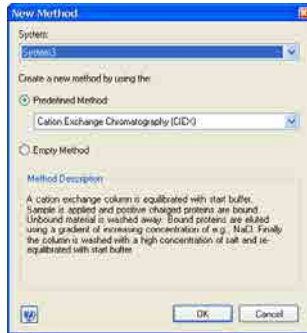 New Method
System:
System3
Create a new method by using the:
Predefined Method:
Cation Exchange Chromatography (CIEX)
Empty Method
Method Description
A cation exchange column is equilibrated with start buffer.
Sample is applied and positive charged proteins are bound.
Unbound material is washed away. Bound proteins are eluted
using a gradient of increasing concentration of e.g., NaCl. Finally
the column is washed with a high concentration of salt and re-
equilibrated with start buffer.
OK
Cancel